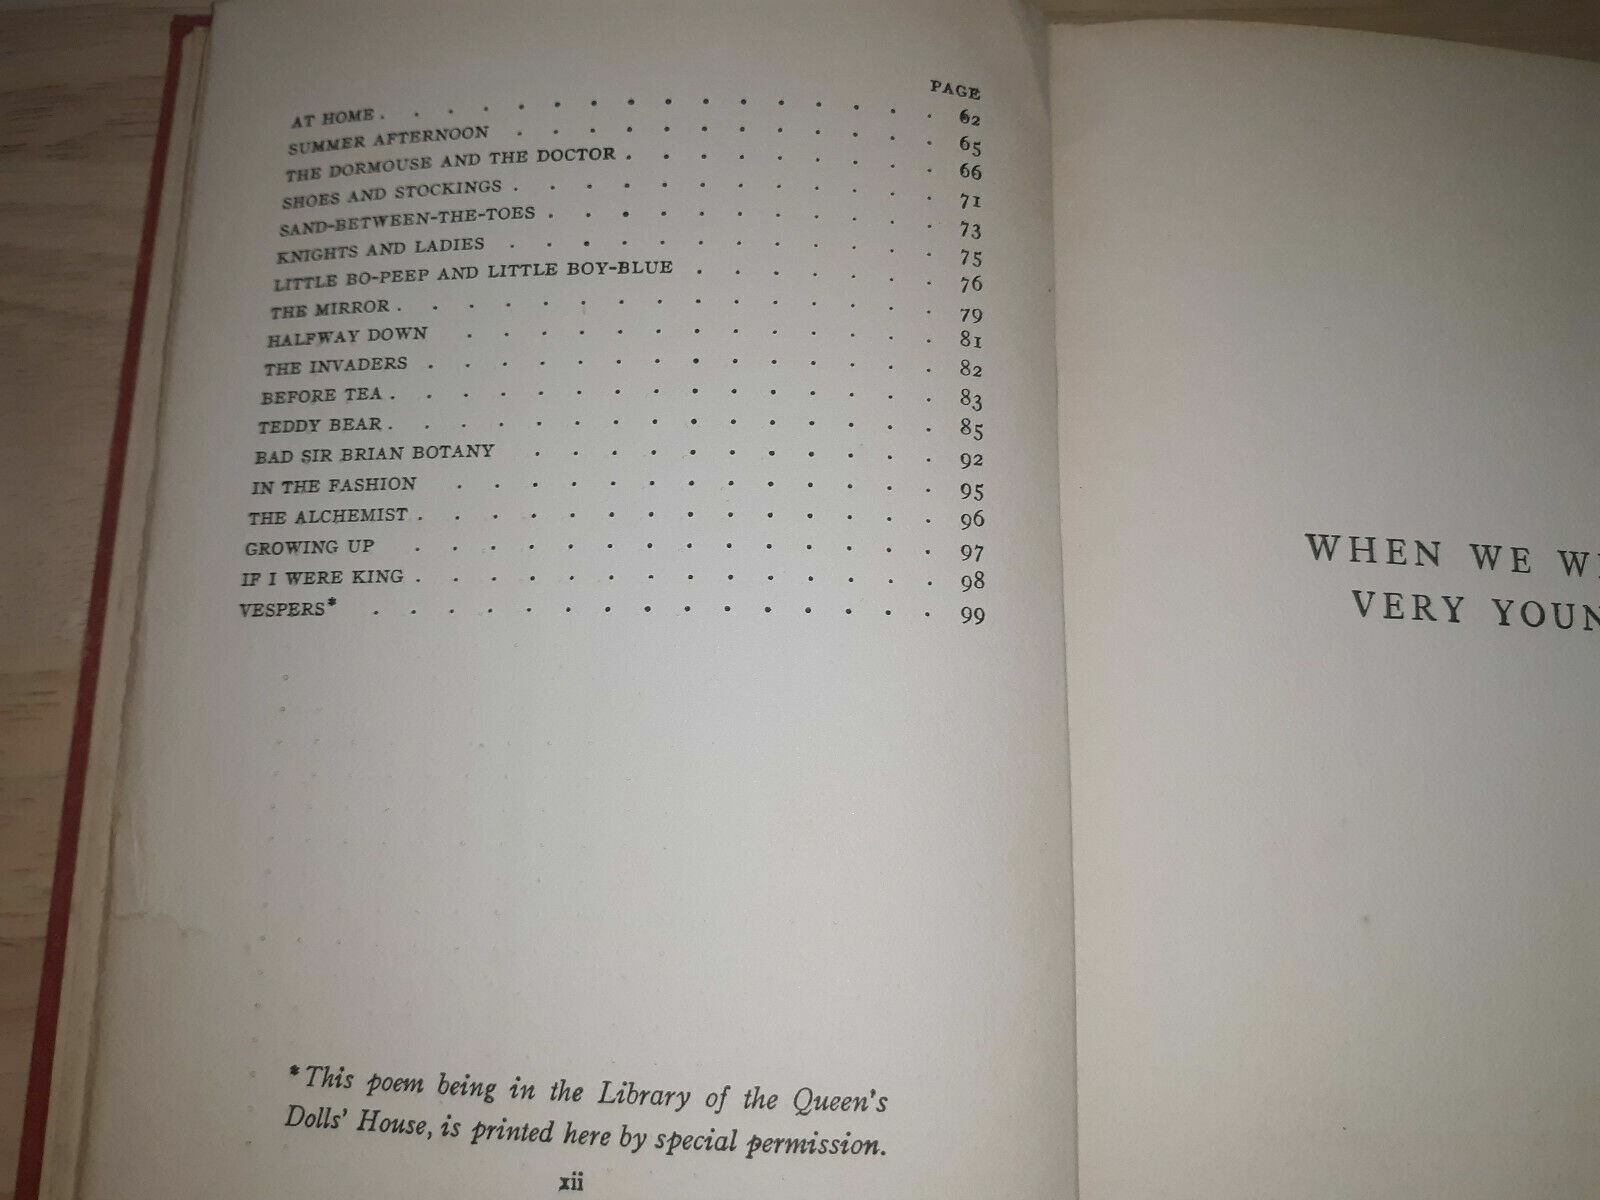 PAGE
AT HOME . . . . . . . . . . . . . . . . 62
SUMMER AFTERNOON . . . . . . . . . . . . 65
THE DORMOUSE AND THE DOCTOR . . . . . . . . . 66
SHOES AND STOCKINGS . . . . . . . . . . . . 71
SAND-BETWEEN-THE-TOES . . . . . . . . . . . 73
KNIGHTS AND LADIES . . . . . . . . . . . . 75
LITTLE BO-PEEP AND LITTLE BOY-BLUE . . . . . . . 76
THE MIRROR . . . . . . . . . . . . . . . 79
HALFWAY DOWN . . . . . . . . . . . . . 81
THE INVADERS . . . . . . . . . . . . . . 82
BEFORE TEA . . . . . . . . . . . . . . . 83
TEDDY BEAR . . . . . . . . . . . . . . . 85
BAD SIR BRIAN BOTANY . . . . . . . . . . . 92
IN THE FASHION . . . . . . . . . . . . . 95
THE ALCHEMIST . . . . . . . . . . . . . . 96
GROWING UP . . . . . . . . . . . . . . 97
IF I WERE KING . . . . . . . . . . . . . . 98
VESPERS* . . . . . . . . . . . . . . . 99
*This poem being in the Library of the Queen's
Dolls' House, is printed here by special permission.
xii
WHEN WE
VERY